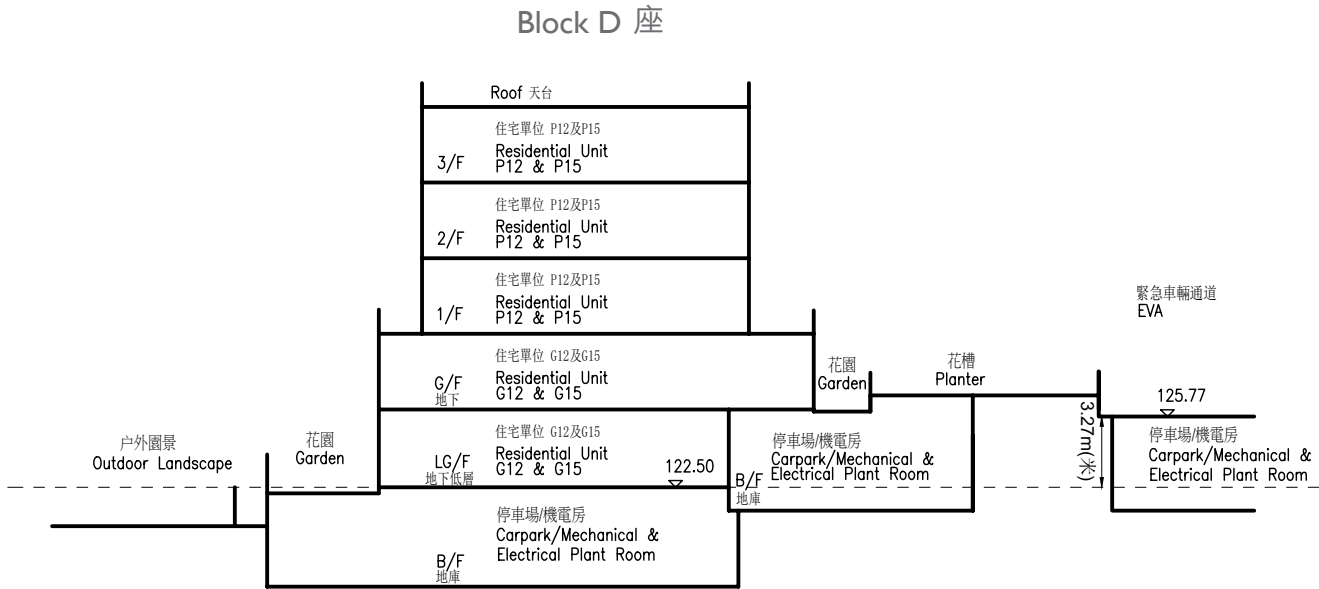 Block D 座
Roof 天台
住宅單位 P12及P15
3/F Residential Unit
P12 & P15
住宅單位 P12及P15
2/F Residential Unit
P12 & P15
住宅單位 P12及P15
1/F Residential Unit
P12 & P15
緊急車輛通道
EVA
住宅單位 G12及G15
G/F Residential Unit
地下 G12 & G15
花園
Garden
花槽
Planter
125.77
3.27m(米)
户外園景
Outdoor Landscape
花園
Garden
住宅單位 G12及G15
LG/F Residential Unit
地下低層 G12 & G15
122.50
停車場/機電房
Carpark/Mechanical &
Electrical Plant Room
B/F
地庫
停車場/機電房
Carpark/Mechanical &
Electrical Plant Room
停車場/機電房
Carpark/Mechanical &
Electrical Plant Room
B/F
地庫